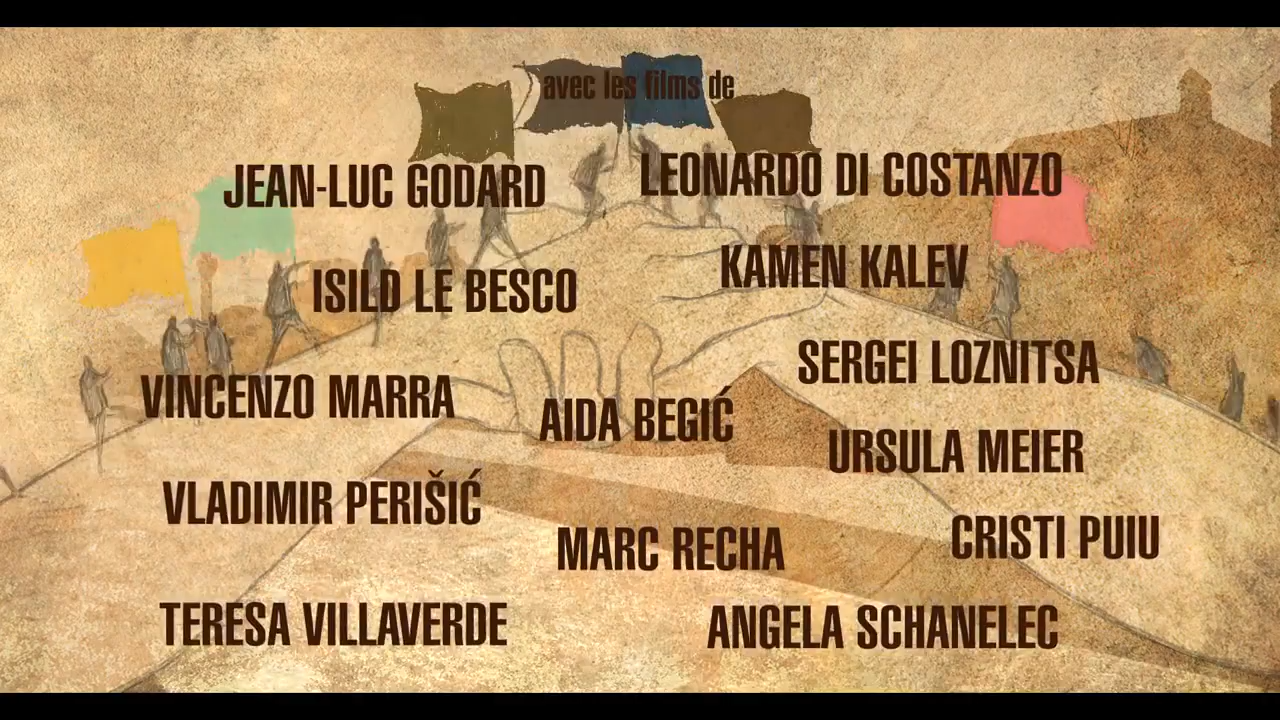 avec les films de
JEAN-LUC GODARD
LEONARDO DI COSTANZO
ISILD LE BESCO
KAMEN KALEV
VINCENZO MARRA
AIDA BEGIĆ
SERGEI LOZNITSA
URSULA MEIER
VLADIMIR PERIŠIĆ
MARC RECHA
CRISTI PUIU
TERESA VILLAVERDE
ANGELA SCHANELEC